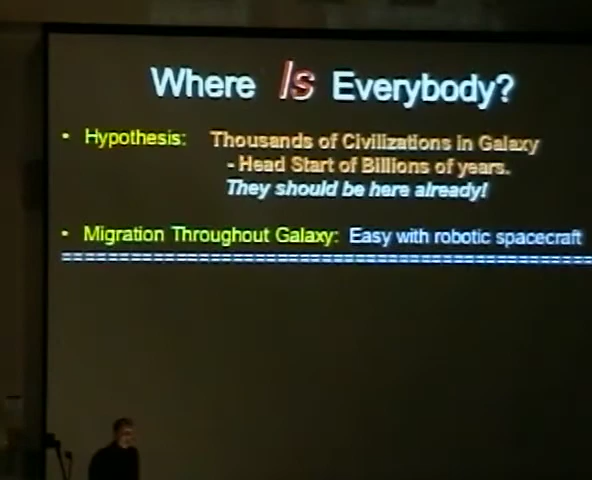 Where Is Everybody?
• Hypothesis: Thousands of Civilizations in Galaxy
- Head Start of Billions of years.
They should be here already!
• Migration Throughout Galaxy: Easy with robotic spacecraft
==================================================